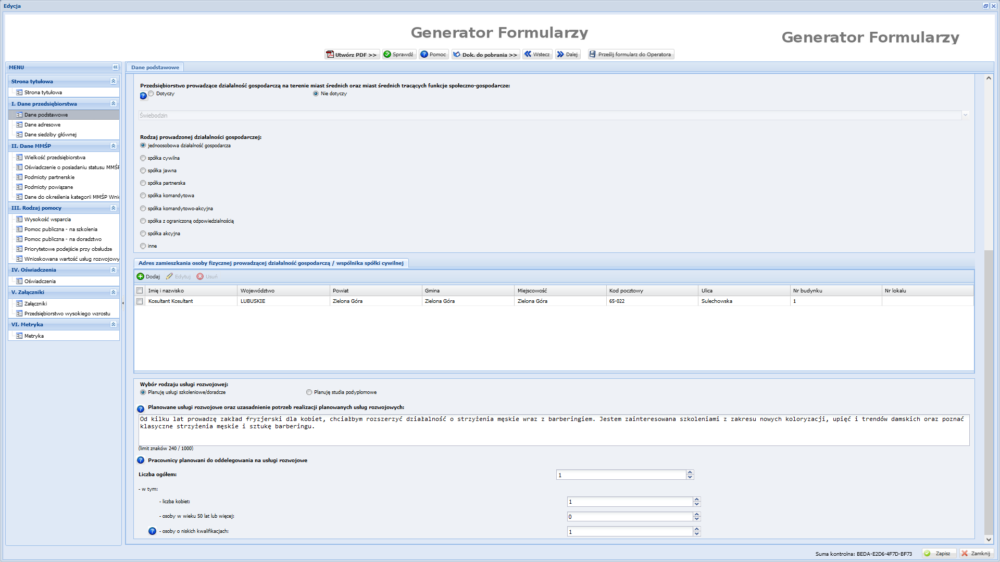 Edycja
Generator Formularzy
Generator Formularzy
Utwórz PDF >> Sprawdź Pomoc Dok. do pobrania >> Wstecz Dalej Prześlij formularz do Operatora
MENU
Strona tytułowa
Strona tytułowa
I. Dane przedsiębiorstwa
Dane podstawowe
Dane adresowe
Dane siedziby głównej
II. Dane MMŚP
Wielkość przedsiębiorstwa
Oświadczenie o posiadaniu statusu MMŚP
Podmioty partnerskie
Podmioty powiązane
Dane do określenia kategorii MMŚP Wni
III. Rodzaj pomocy
Wysokość wsparcia
Pomoc publiczna - na szkolenia
Pomoc publiczna - na doradztwo
Priorytetowe podejście przy obsłudze
Wnioskowana wartość usług rozwojowy
IV. Oświadczenia
Oświadczenia
V. Załączniki
Załączniki
Przedsiębiorstwo wysokiego wzrostu
VI. Metryka
Metryka
Dane podstawowe
Przedsiębiorstwo prowadzące działalność gospodarczą na terenie miast średnich oraz miast średnich tracących funkcje społeczno-gospodarcze:
Dotyczy Nie dotyczy
Świebodzin
Rodzaj prowadzonej działalności gospodarczej:
jednoosobowa działalność gospodarcza
spółka cywilna
spółka jawna
spółka partnerska
spółka komandytowa
spółka komandytowo-akcyjna
spółka z ograniczoną odpowiedzialnością
spółka akcyjna
inne
Adres zamieszkania osoby fizycznej prowadzącej działalność gospodarczą / wspólnika spółki cywilnej
Dodaj Edytuj Usuń
Imię i nazwisko Województwo Powiat Gmina Miejscowość Kod pocztowy Ulica Nr budynku Nr lokalu
Kosultant Kosultant LUBUSKIE Zielona Góra Zielona Góra Zielona Góra 65-022 Sulechowska 1
Wybór rodzaju usługi rozwojowej:
Planuję usługi szkoleniowe/doradcze Planuję studia podyplomowe
Planowane usługi rozwojowe oraz uzasadnienie potrzeb realizacji planowanych usług rozwojowych:
Od kilku lat prowadzę zakład fryzjerski dla kobiet, chciałbym rozszerzyć działalność o strzyżenia męskie wraz z barberingiem. Jestem zainteresowana szkoleniami z zakresu nowych koloryzacji, upięć i trendów damskich oraz poznać
klasyczne strzyżenia męskie i sztukę barberingu.
(limit znaków 240 / 1000)
Pracownicy planowani do oddelegowania na usługi rozwojowe
Liczba ogółem: 1
- w tym:
- liczba kobiet: 1
- osoby w wieku 50 lat lub więcej: 0
- osoby o niskich kwalifikacjach: 1
Suma kontrolna: BEDA-E2D6-4F7D-BF73 Zapisz Zamknij